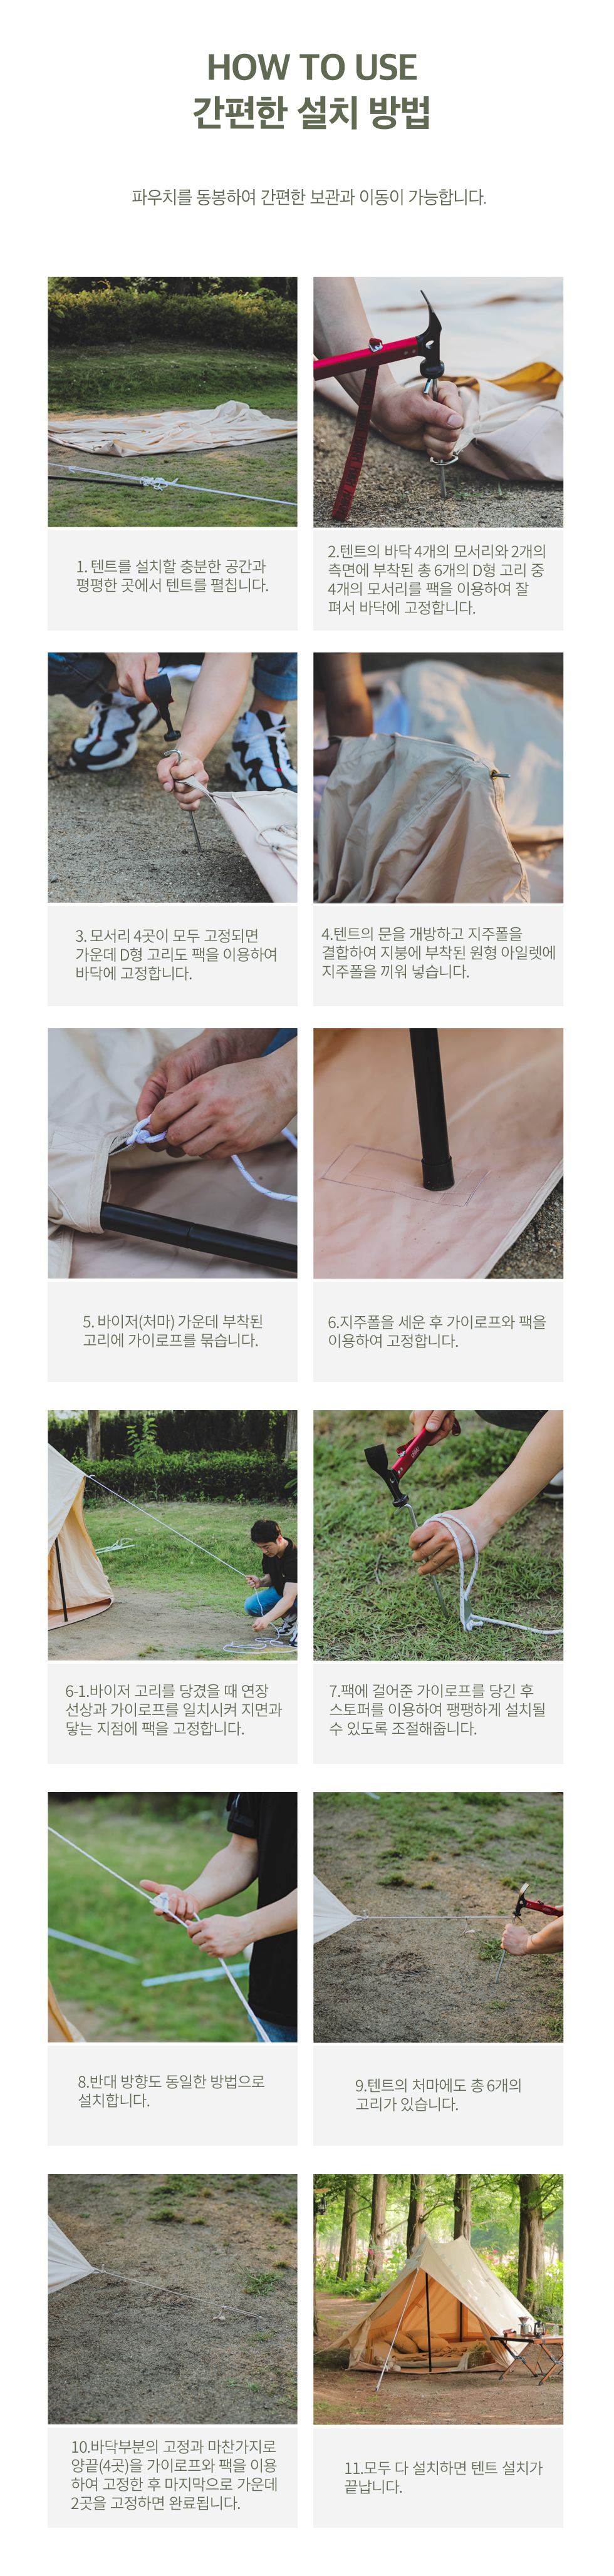 HOW TO USE
간편한 설치 방법
파우치를 동봉하여 간편한 보관과 이동이 가능합니다.
1. 텐트를 설치할 충분한 공간과
평평한 곳에서 텐트를 펼칩니다.
2.텐트의 바닥 4개의 모서리와 2개의
측면에 부착된 총 6개의 D형 고리 중
4개의 모서리를 팩을 이용하여 잘
펴서 바닥에 고정합니다.
3. 모서리 4곳이 모두 고정되면
가운데 D형 고리도 팩을 이용하여
바닥에 고정합니다.
4.텐트의 문을 개방하고 지주폴을
결합하여 지붕에 부착된 원형 아일렛에
지주폴을 끼워 넣습니다.
5. 바이저(처마) 가운데 부착된
고리에 가이로프를 묶습니다.
6.지주폴을 세운 후 가이로프와 팩을
이용하여 고정합니다.
6-1.바이저 고리를 당겼을 때 연장
선상과 가이로프를 일치시켜 지면과
닿는 지점에 팩을 고정합니다.
7.팩에 걸어준 가이로프를 당긴 후
스토퍼를 이용하여 팽팽하게 설치될
수 있도록 조절해줍니다.
8.반대 방향도 동일한 방법으로
설치합니다.
9.텐트의 처마에도 총 6개의
고리가 있습니다.
10.바닥부분의 고정과 마찬가지로
양끝(4곳)을 가이로프와 팩을 이용
하여 고정한 후 마지막으로 가운데
2곳을 고정하면 완료됩니다.
11.모두 다 설치하면 텐트 설치가
끝납니다.